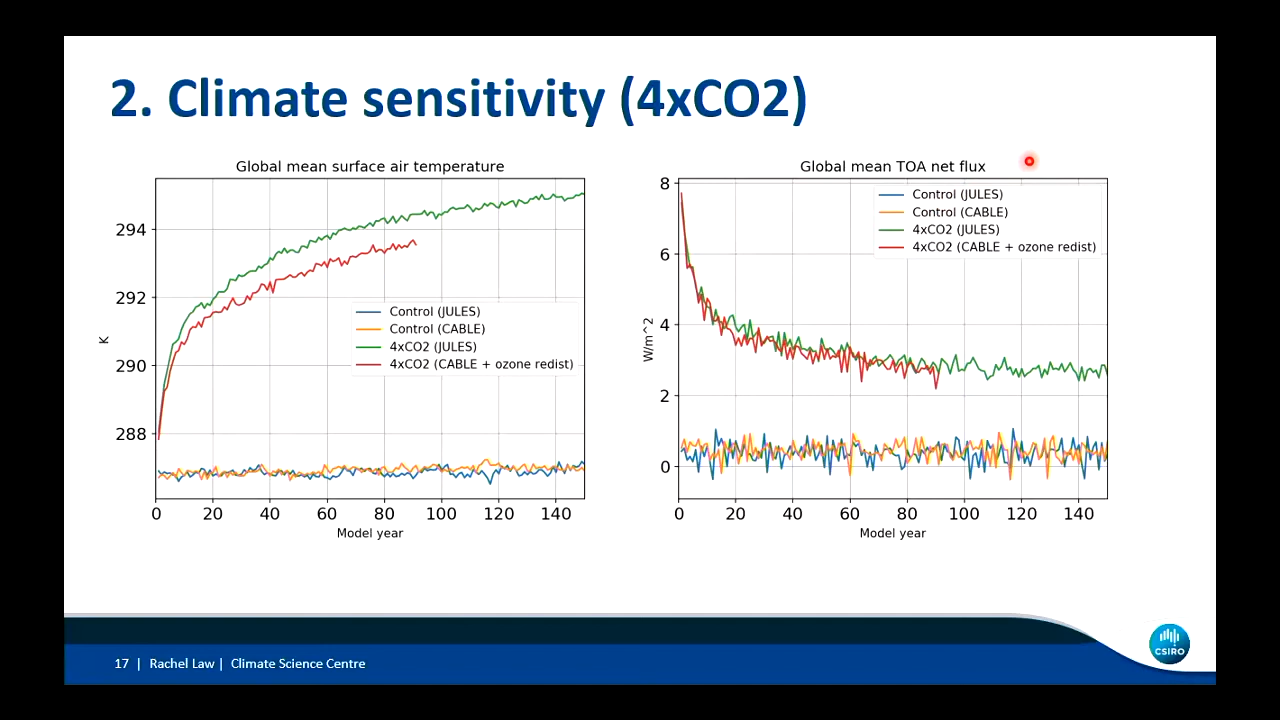 2. Climate sensitivity (4xCO2)
Global mean surface air temperature
294
292
290
288
K
0 20 40 60 80 100 120 140
Model year
Control (JULES)
Control (CABLE)
4xCO2 (JULES)
4xCO2 (CABLE + ozone redist)
Global mean TOA net flux
8
6
4
2
0
W/m^2
0 20 40 60 80 100 120 140
Model year
Control (JULES)
Control (CABLE)
4xCO2 (JULES)
4xCO2 (CABLE + ozone redist)
17 | Rachel Law | Climate Science Centre
CSIRO